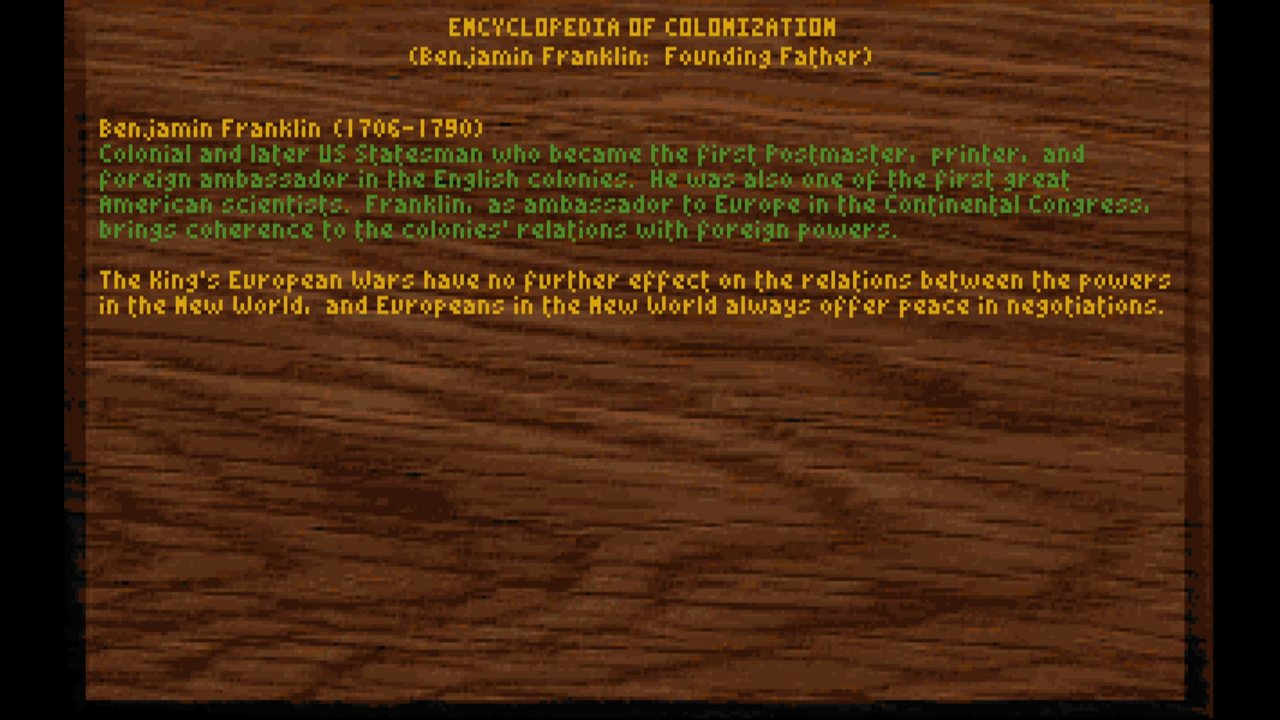 ENCYCLOPEDIA OF COLONIZATION
(Benjamin Franklin: Founding Father)
Benjamin Franklin (1706-1790)
Colonial and later US Statesman who became the first Postmaster, printer, and
foreign ambassador in the English colonies. He was also one of the first great
American scientists. Franklin, as ambassador to Europe in the Continental Congress,
brings coherence to the colonies' relations with foreign powers.
The King's European Wars have no further effect on the relations between the powers
in the New World, and Europeans in the New World always offer peace in negotiations.